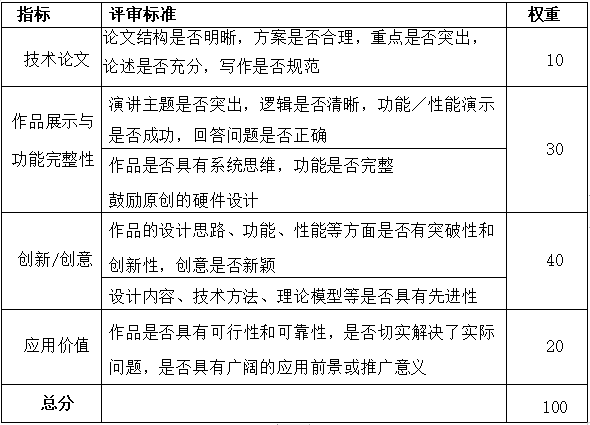 指标 评审标准 权重
技术论文 论文结构是否明晰，方案是否合理，重点是否突出，
论述是否充分，写作是否规范 10
作品展示与
功能完整性 演讲主题是否突出，逻辑是否清晰，功能／性能演示
是否成功，回答问题是否正确
作品是否具有系统思维，功能是否完整
鼓励原创的硬件设计 30
创新/创意 作品的设计思路、功能、性能等方面是否有突破性和
创新性，创意是否新颖
设计内容、技术方法、理论模型等是否具有先进性 40
应用价值 作品是否具有可行性和可靠性，是否切实解决了实际
问题，是否具有广阔的应用前景或推广意义 20
总分 100